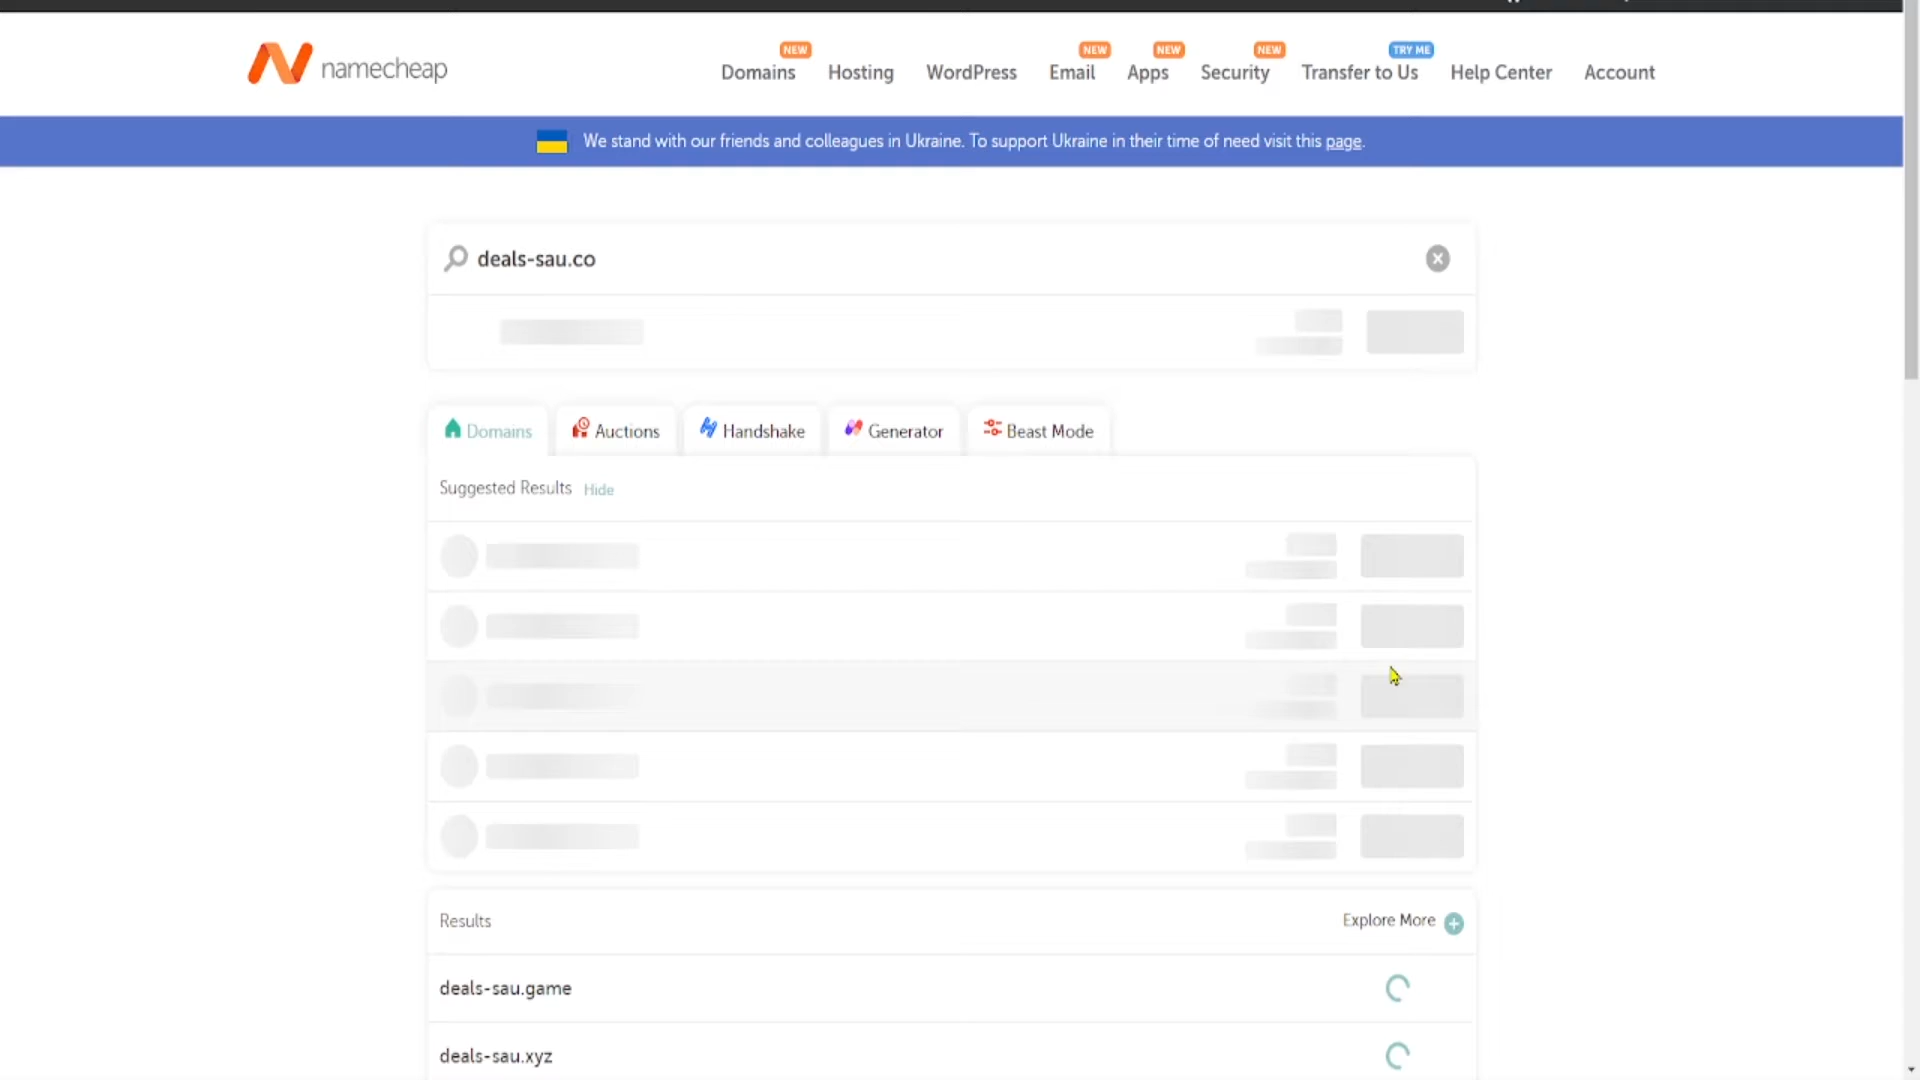 namecheap
NEW NEW NEW NEW TRY ME
Domains Hosting WordPress Email Apps Security Transfer to Us Help Center Account
We stand with our friends and colleagues in Ukraine. To support Ukraine in their time of need visit this page.
deals-sau.co
Domains Auctions Handshake Generator Beast Mode
Suggested Results Hide
Results Explore More
deals-sau.game
deals-sau.xyz